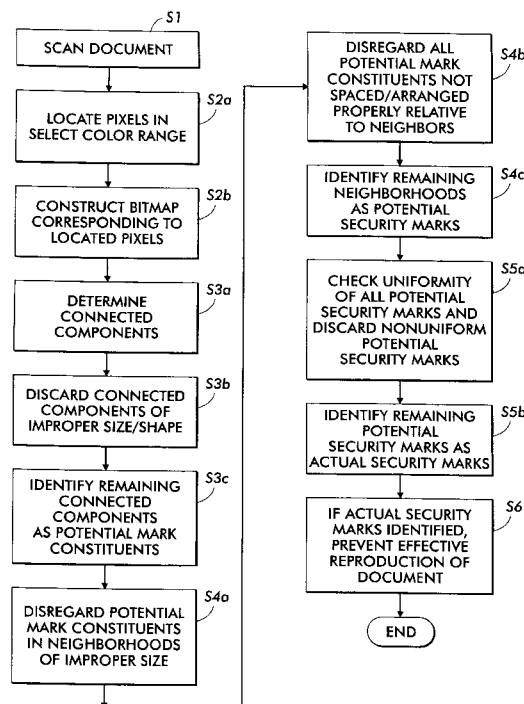 S1
SCAN DOCUMENT
S2a
LOCATE PIXELS IN
SELECT COLOR RANGE
S2b
CONSTRUCT BITMAP
CORRESPONDING TO
LOCATED PIXELS
S3a
DETERMINE
CONNECTED
COMPONENTS
S3b
DISCARD CONNECTED
COMPONENTS OF
IMPROPER SIZE/SHAPE
S3c
IDENTIFY REMAINING
CONNECTED
COMPONENTS
AS POTENTIAL MARK
CONSTITUENTS
S4a
DISREGARD POTENTIAL
MARK CONSTITUENTS
IN NEIGHBORHOODS
OF IMPROPER SIZE
S4b
DISREGARD ALL
POTENTIAL MARK
CONSTITUENTS NOT
SPACED/ARRANGED
PROPERLY RELATIVE
TO NEIGHBORS
S4c
IDENTIFY REMAINING
NEIGHBORHOODS
AS POTENTIAL
SECURITY MARKS
S5a
CHECK UNIFORMITY
OF ALL POTENTIAL
SECURITY MARKS AND
DISCARD NONUNIFORM
POTENTIAL
SECURITY MARKS
S5b
IDENTIFY REMAINING
POTENTIAL
SECURITY MARKS AS
ACTUAL SECURITY MARKS
S6
IF ACTUAL SECURITY
MARKS IDENTIFIED,
PREVENT EFFECTIVE
REPRODUCTION OF
DOCUMENT
END